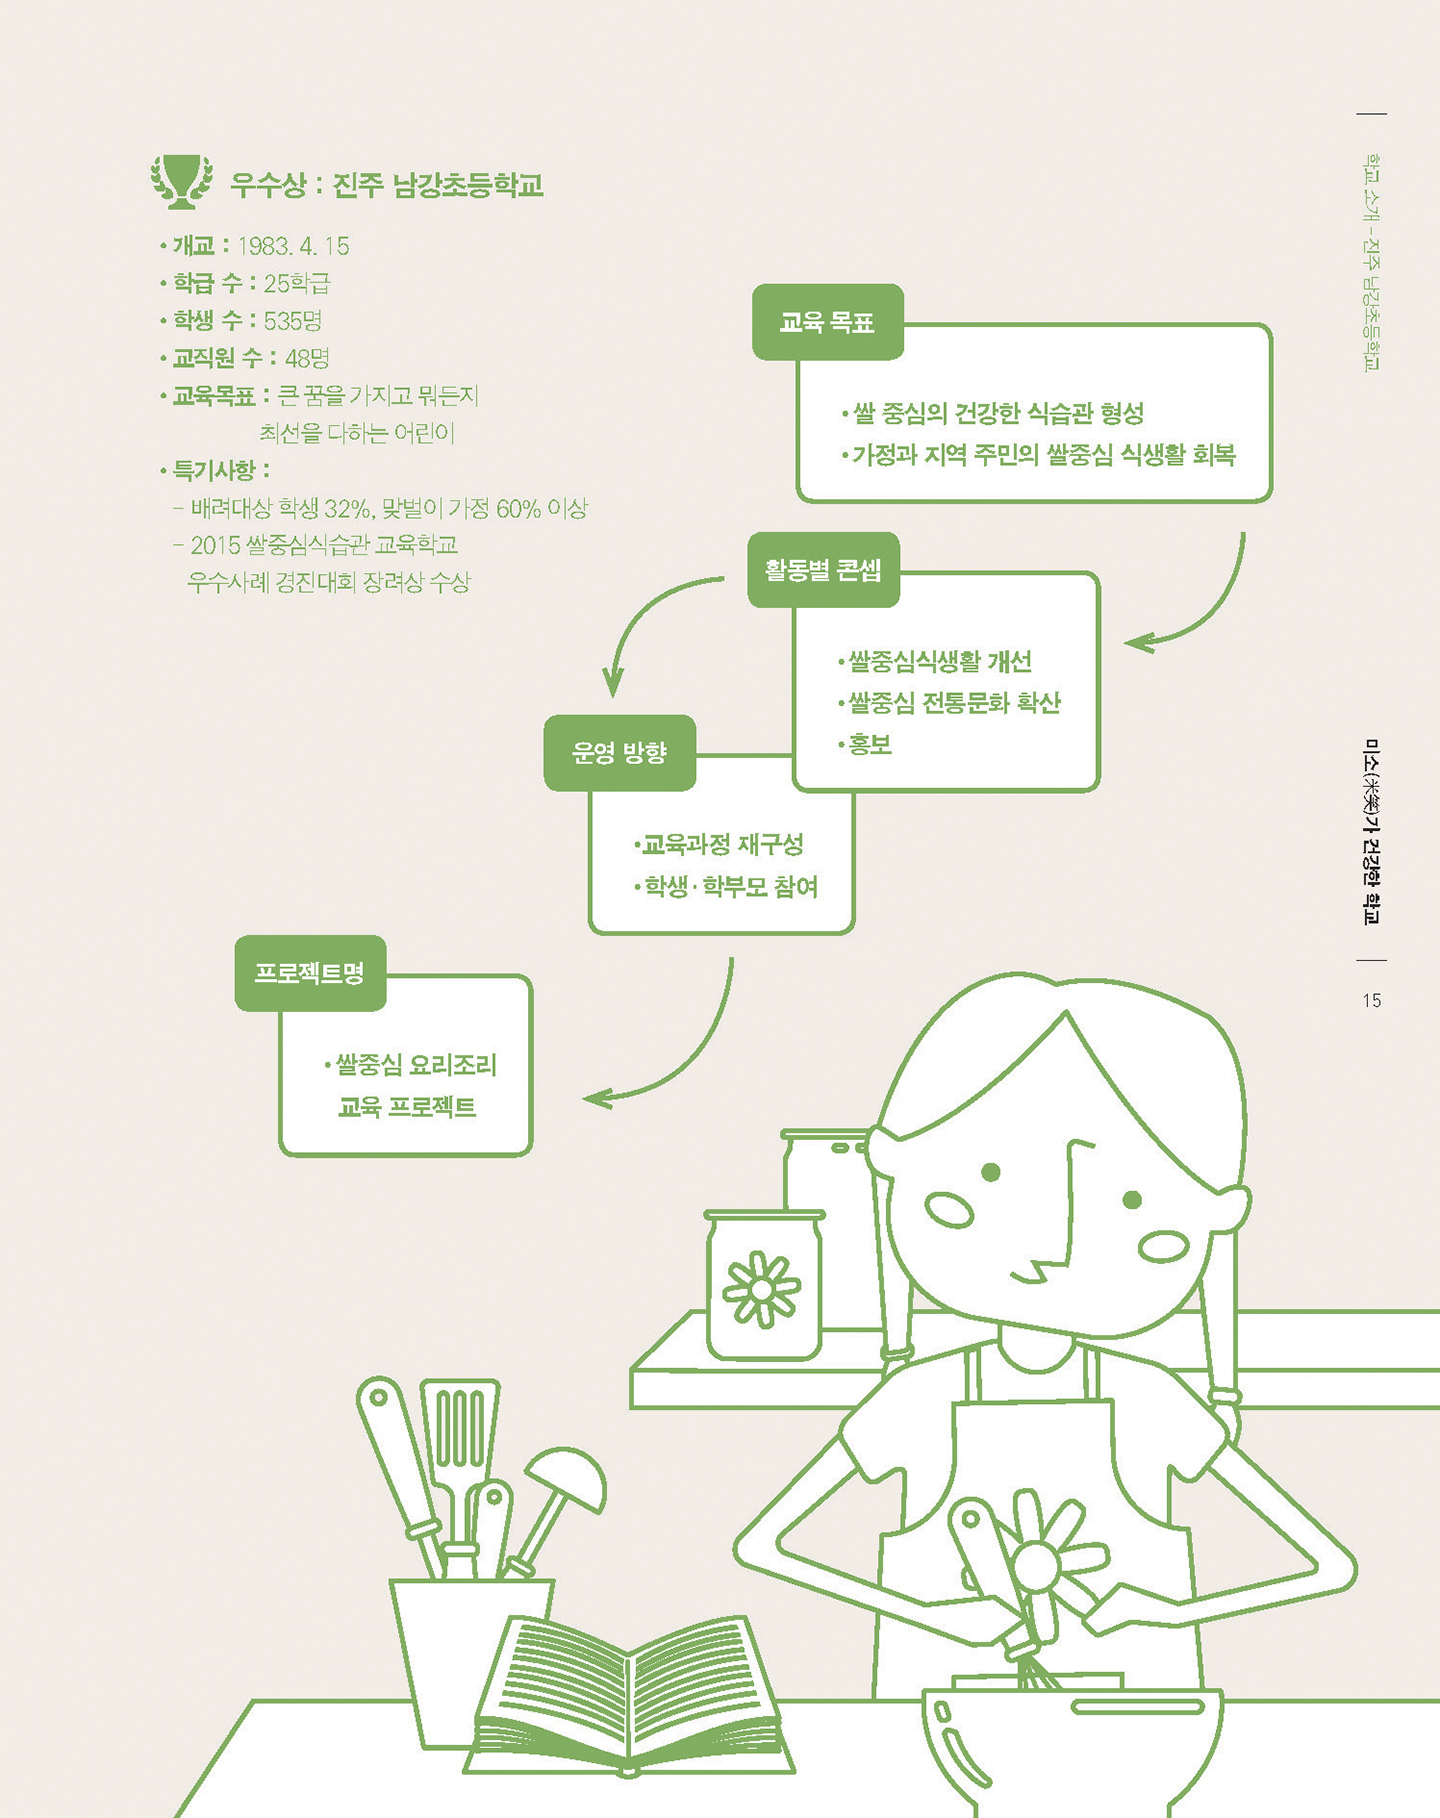 우수상 : 진주 남강초등학교
• 개교 : 1983. 4. 15
• 학급 수 : 25학급
• 학생 수 : 535명
• 교직원 수 : 48명
• 교육목표 : 큰 꿈을 가지고 뭐든지
최선을 다하는 어린이
• 특기사항 :
- 배려대상 학생 32%, 맞벌이 가정 60% 이상
- 2015 쌀중심식습관 교육학교
우수사례 경진대회 장려상 수상
교육 목표
• 쌀 중심의 건강한 식습관 형성
• 가정과 지역 주민의 쌀중심 식생활 회복
활동별 콘셉
• 쌀중심식생활 개선
• 쌀중심 전통문화 확산
• 홍보
운영 방향
• 교육과정 재구성
• 학생·학부모 참여
프로젝트명
• 쌀중심 요리조리
교육 프로젝트
학교 소개 - 진주 남강초등학교
미소(米笑)가 건강한 학교
15